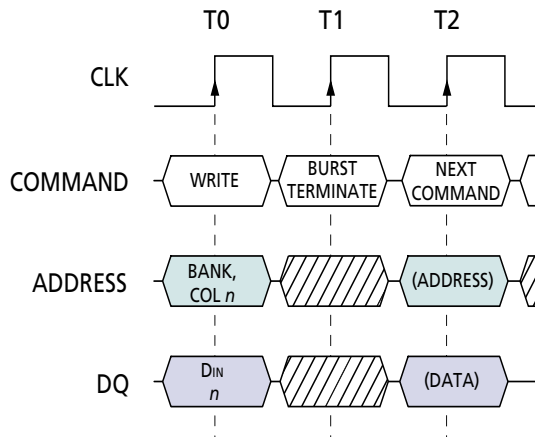 T0 T1 T2
CLK
COMMAND WRITE BURST TERMINATE NEXT COMMAND
ADDRESS BANK, COL n (ADDRESS)
DQ DIN n (DATA)